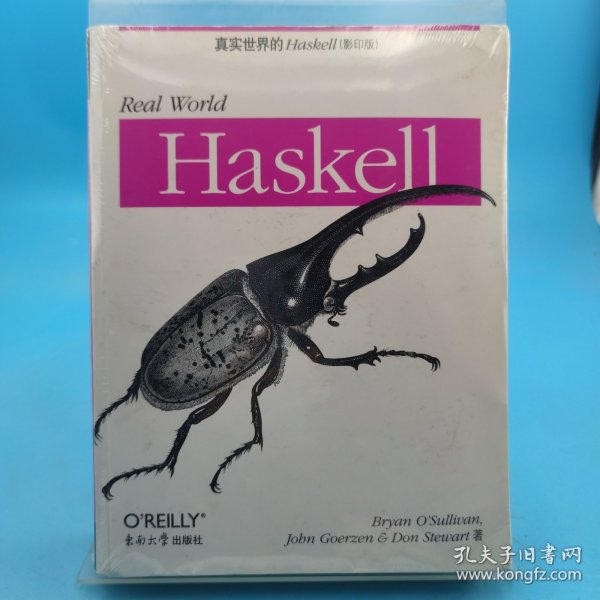 真实世界的Haskell(影印版)
Real World
Haskell
O'REILLY®
東南大學出版社
Bryan O'Sullivan,
John Goerzen & Don Stewart 著
孔夫子旧书网
www.kongfz.com